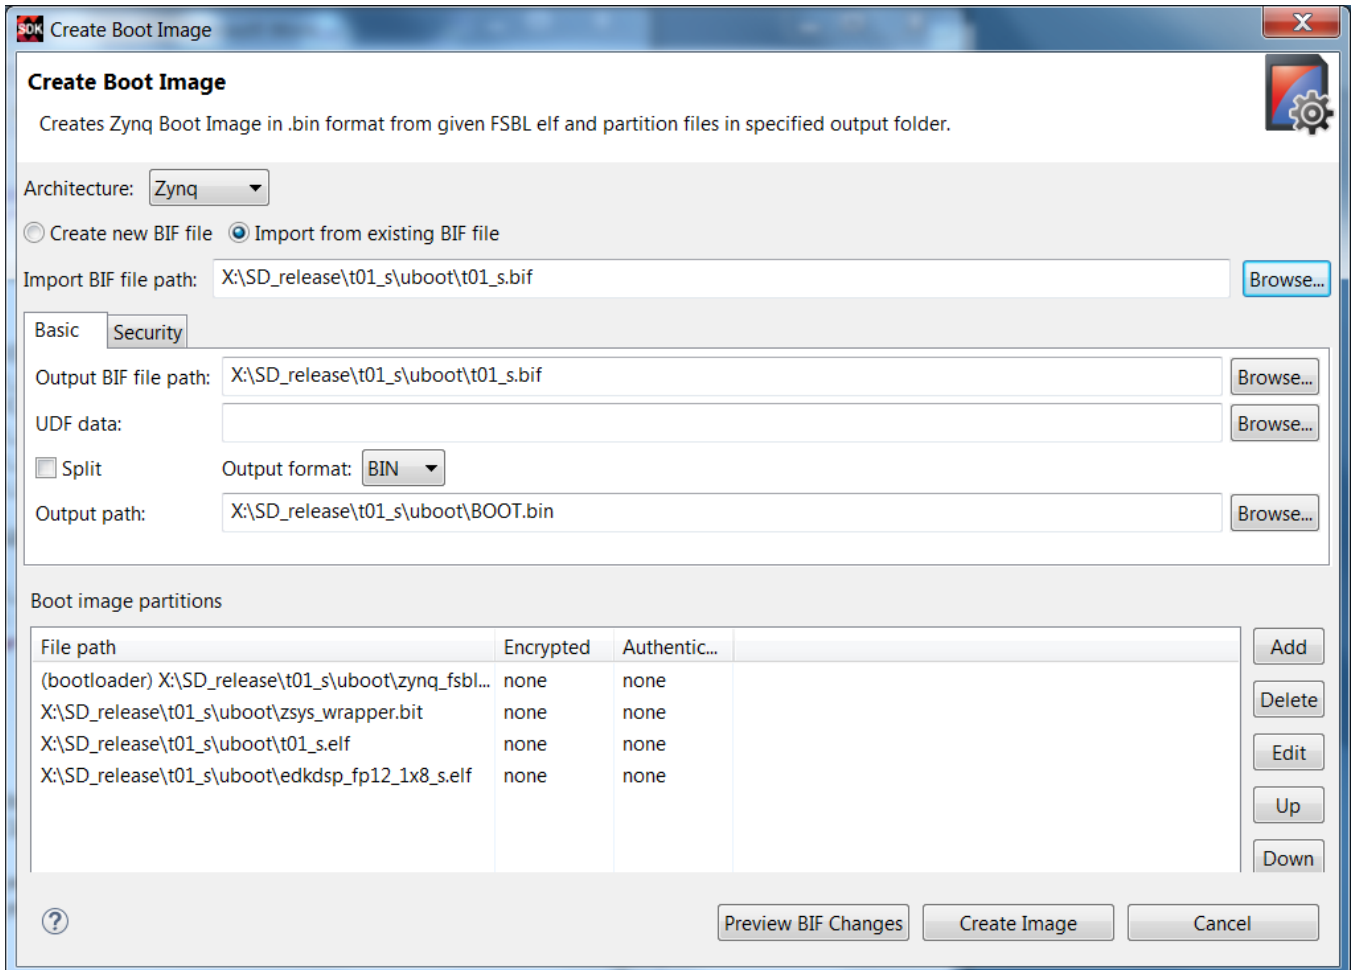 SDK Create Boot Image X
Create Boot Image
Creates Zynq Boot Image in .bin format from given FSBL elf and partition files in specified output folder.
Architecture: Zynq
Create new BIF file Import from existing BIF file
Import BIF file path: X:\SD_release\t01_s\uboot\t01_s.bif Browse...
Basic Security
Output BIF file path: X:\SD_release\t01_s\uboot\t01_s.bif Browse...
UDF data: Browse...
Split Output format: BIN
Output path: X:\SD_release\t01_s\uboot\BOOT.bin Browse...
Boot image partitions
File path Encrypted Authentic... Add
(bootloader) X:\SD_release\t01_s\uboot\zynq_fsbl... none none
Delete
X:\SD_release\t01_s\uboot\zsys_wrapper.bit none none
X:\SD_release\t01_s\uboot\t01_s.elf none none
Edit
X:\SD_release\t01_s\uboot\edkdsp_fp12_1x8_s.elf none none
Up
Down
? Preview BIF Changes Create Image Cancel